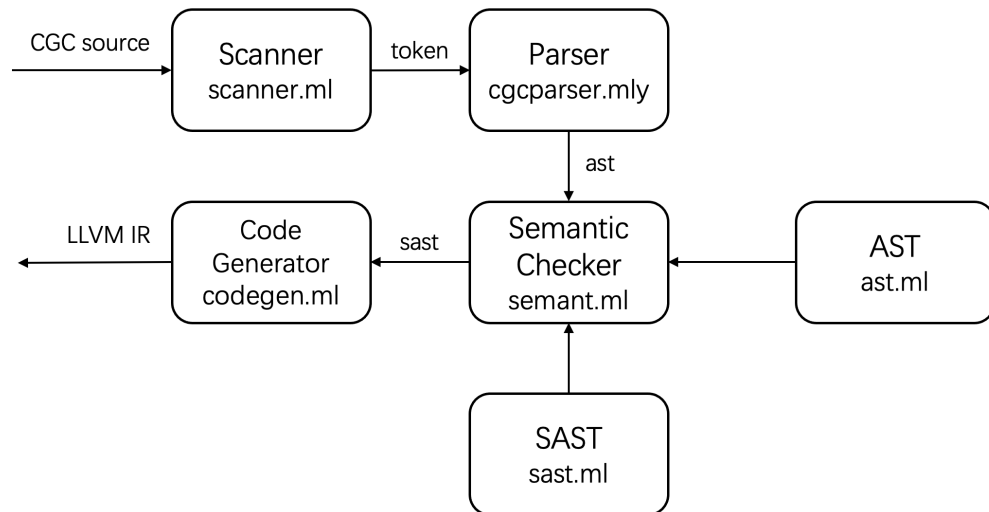 CGC source
Scanner
scanner.ml
token
Parser
cgcparser.mly
ast
LLVM IR
Code
Generator
codegen.ml
sast
Semantic
Checker
semant.ml
AST
ast.ml
SAST
sast.ml